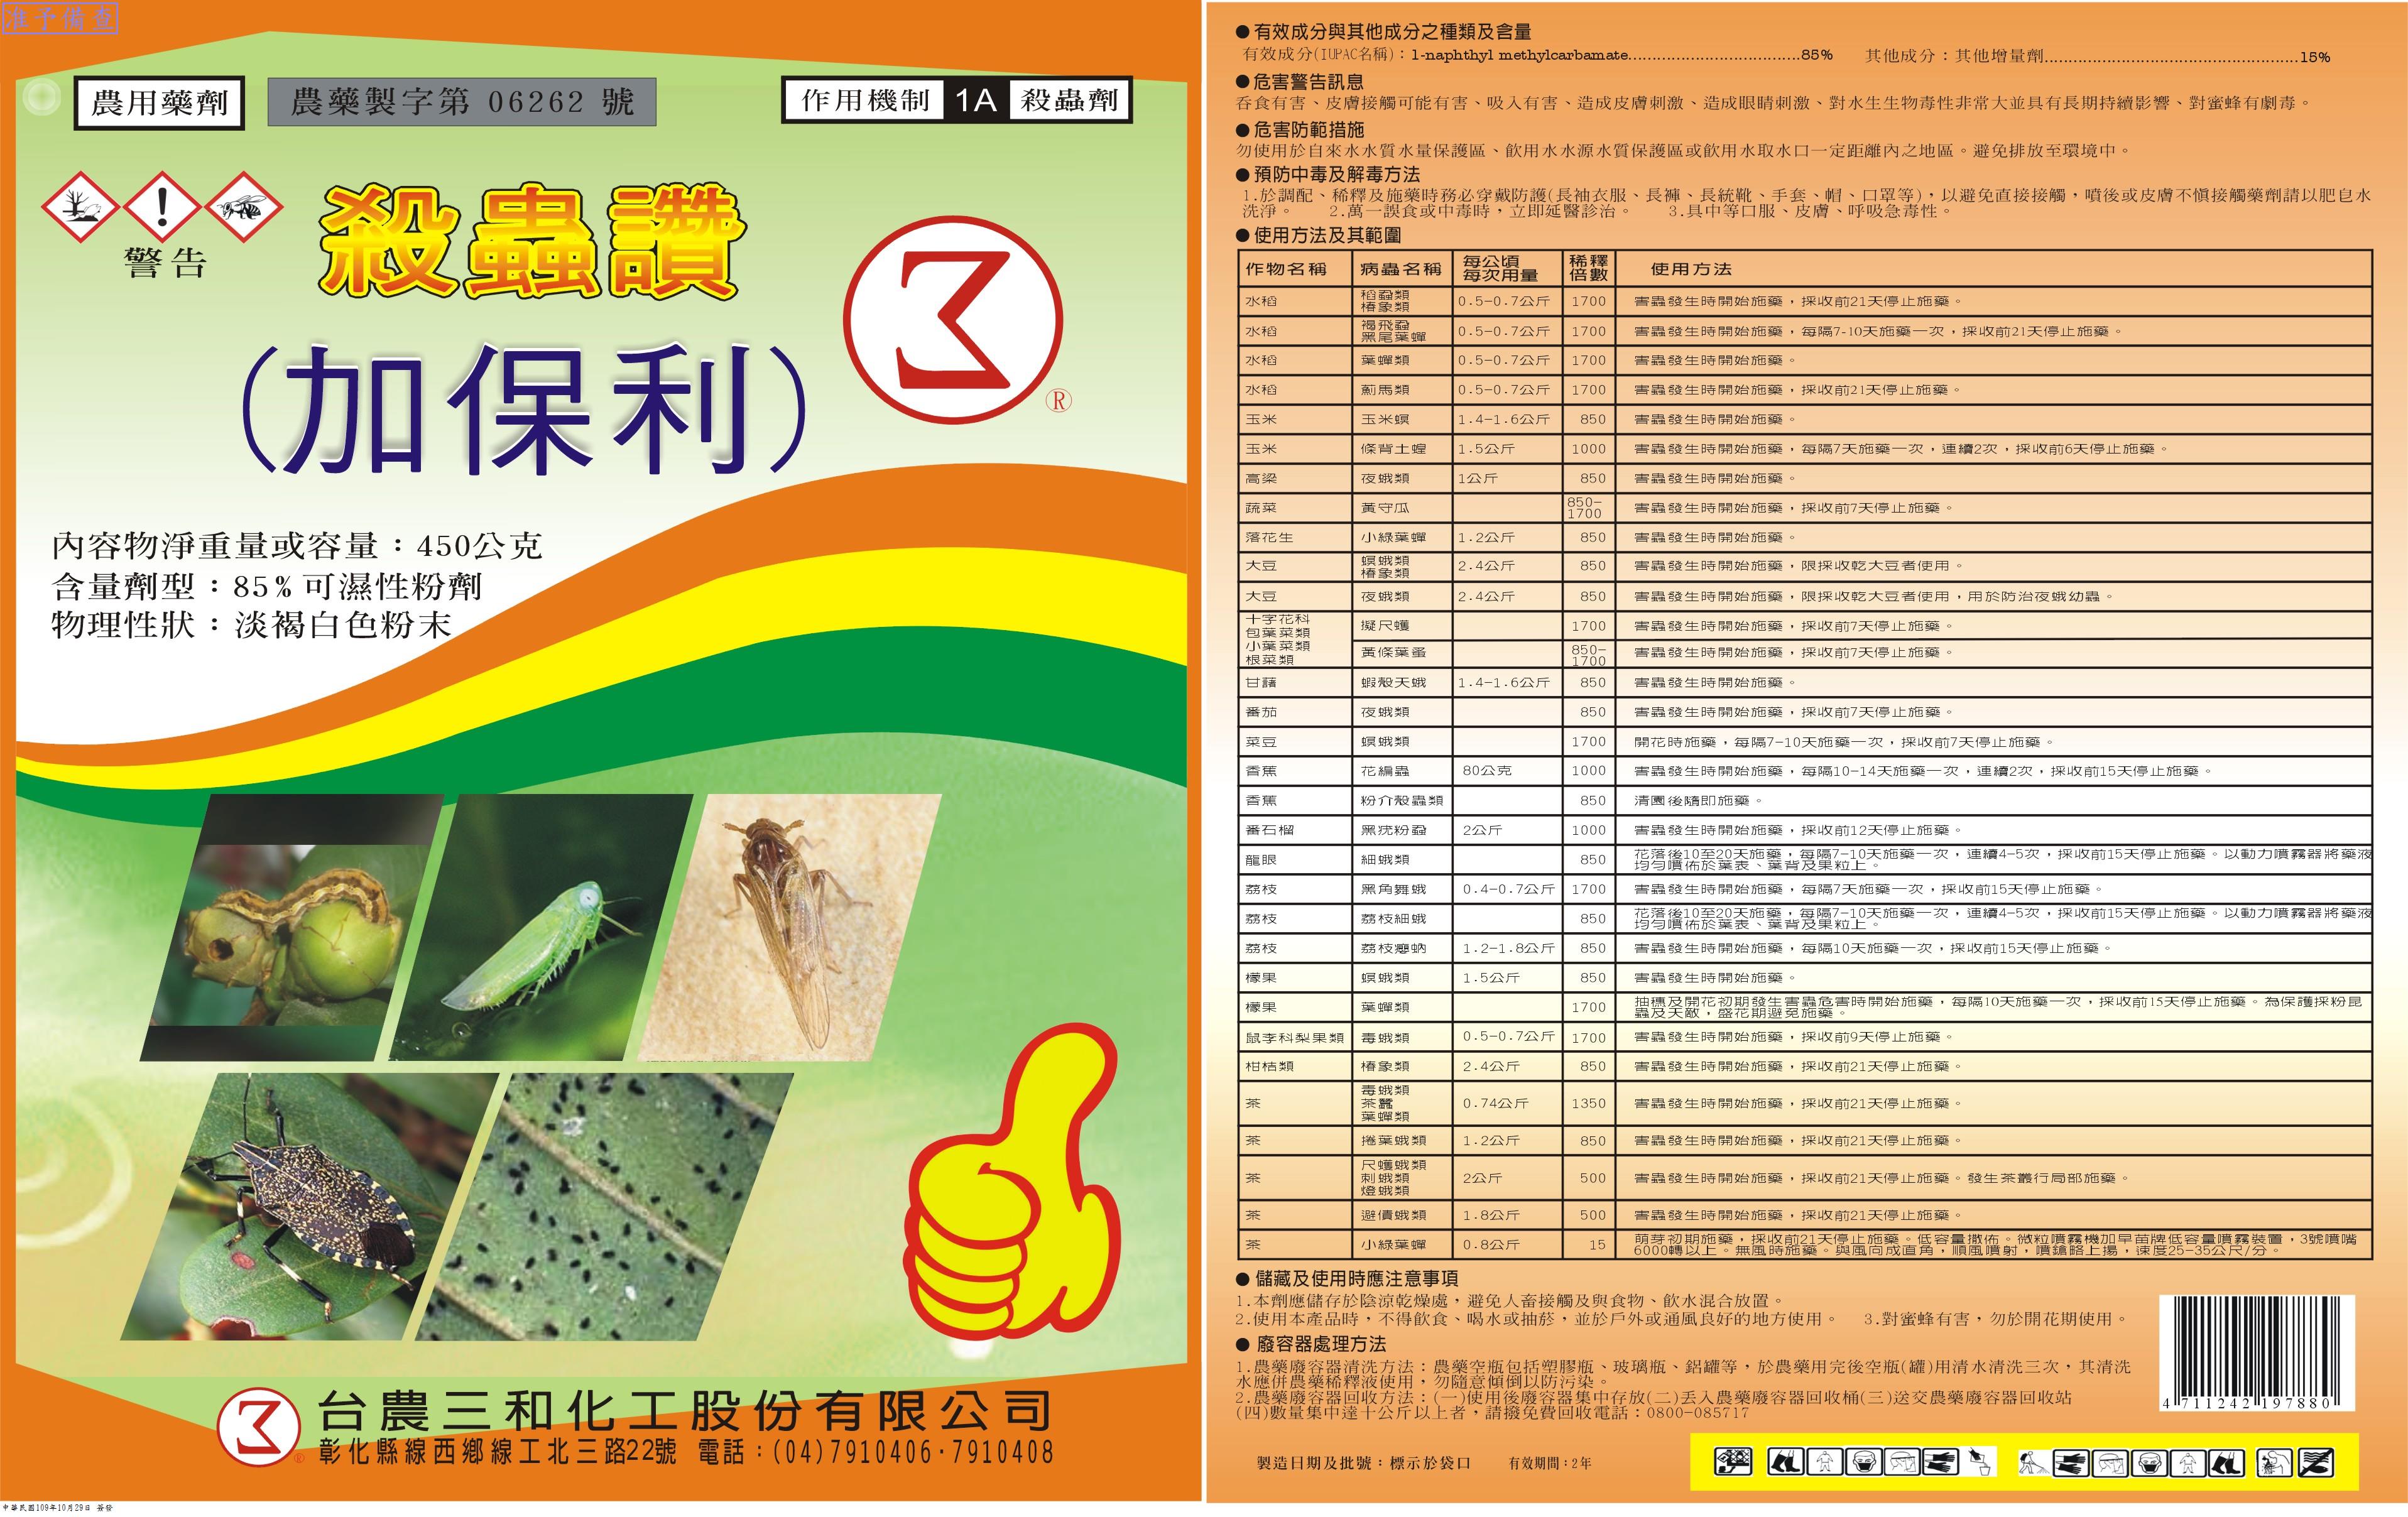 准予備查
農用藥劑
農藥製字第 06262 號
作用機制 1A 殺蟲劑
警告
殺蟲讚
(加保利)
®
內容物淨重量或容量：450公克
含量劑型：85%可濕性粉劑
物理性狀：淡褐白色粉末
台農三和化工股份有限公司
彰化縣線西鄉線工北三路22號 電話：(04)7910406·7910408
中華民國109年10月29日 簽發
●有效成分與其他成分之種類及含量
有效成分(IUPAC名稱)：1-naphthyl methylcarbamate....................................85% 其他成分：其他增量劑....................................................15%
●危害警告訊息
吞食有害、皮膚接觸可能有害、吸入有害、造成皮膚刺激、造成眼睛刺激、對水生生物毒性非常大並具有長期持續影響、對蜜蜂有劇毒。
●危害防範措施
勿使用於自來水水質水量保護區、飲用水水源水質保護區或飲用水取水口一定距離內之地區。避免排放至環境中。
●預防中毒及解毒方法
1.於調配、稀釋及施藥時務必穿戴防護(長袖衣服、長褲、長統靴、手套、帽、口罩等)，以避免直接接觸，噴後或皮膚不慎接觸藥劑請以肥皂水
洗淨。 2.萬一誤食或中毒時，立即延醫診治。 3.具中等口服、皮膚、呼吸急毒性。
●使用方法及其範圍
作物名稱 病蟲名稱 每公頃每次用量 稀釋倍數 使用方法
水稻 稻蝨類 椿象類 0.5-0.7公斤 1700 害蟲發生時開始施藥，採收前21天停止施藥。
水稻 褐飛蝨 黑尾葉蟬 0.5-0.7公斤 1700 害蟲發生時開始施藥，每隔7-10天施藥一次，採收前21天停止施藥。
水稻 葉蟬類 0.5-0.7公斤 1700 害蟲發生時開始施藥。
水稻 薊馬類 0.5-0.7公斤 1700 害蟲發生時開始施藥，採收前21天停止施藥。
玉米 玉米螟 1.4-1.6公斤 850 害蟲發生時開始施藥。
玉米 條背土蝗 1.5公斤 1000 害蟲發生時開始施藥，每隔7天施藥一次，連續2次，採收前6天停止施藥。
高梁 夜蛾類 1公斤 850 害蟲發生時開始施藥。
蔬菜 黃守瓜 850-1700 害蟲發生時開始施藥，採收前7天停止施藥。
落花生 小綠葉蟬 1.2公斤 850 害蟲發生時開始施藥。
大豆 螟蛾類 椿象類 2.4公斤 850 害蟲發生時開始施藥，限採收乾大豆者使用。
大豆 夜蛾類 2.4公斤 850 害蟲發生時開始施藥，限採收乾大豆者使用，用於防治夜蛾幼蟲。
十字花科包葉菜類小葉菜類根菜類 擬尺蠖 1700 害蟲發生時開始施藥，採收前7天停止施藥。
黃條葉蚤 850-1700 害蟲發生時開始施藥，採收前7天停止施藥。
甘藷 蝦殼天蛾 1.4-1.6公斤 850 害蟲發生時開始施藥。
番茄 夜蛾類 850 害蟲發生時開始施藥，採收前7天停止施藥。
菜豆 螟蛾類 1700 開花時施藥，每隔7-10天施藥一次，採收前7天停止施藥。
香蕉 花編蟲 80公克 1000 害蟲發生時開始施藥，每隔10-14天施藥一次，連續2次，採收前15天停止施藥。
香蕉 粉介殼蟲類 850 清園後隨即施藥。
番石榴 黑疣粉蝨 2公斤 1000 害蟲發生時開始施藥，採收前12天停止施藥。
龍眼 細蛾類 850 花落後10至20天施藥，每隔7-10天施藥一次，連續4-5次，採收前15天停止施藥。以動力噴霧器將藥液
均勻噴佈於葉表、葉背及果粒上。
荔枝 黑角舞蛾 0.4-0.7公斤 1700 害蟲發生時開始施藥，每隔7天施藥一次，採收前15天停止施藥。
荔枝 荔枝細蛾 850 花落後10至20天施藥，每隔7-10天施藥一次，連續4-5次，採收前15天停止施藥。以動力噴霧器將藥液
均勻噴佈於葉表、葉背及果粒上。
荔枝 荔枝癭蚋 1.2-1.8公斤 850 害蟲發生時開始施藥，每隔10天施藥一次，採收前15天停止施藥。
檬果 螟蛾類 1.5公斤 850 害蟲發生時開始施藥。
檬果 葉蟬類 1700 抽穗及開花初期發生害蟲危害時開始施藥，每隔10天施藥一次，採收前15天停止施藥。為保護採粉昆
蟲及天敵，盛花期避免施藥。
鼠李科梨果類 毒蛾類 0.5-0.7公斤 1700 害蟲發生時開始施藥，採收前9天停止施藥。
柑桔類 椿象類 2.4公斤 850 害蟲發生時開始施藥，採收前21天停止施藥。
茶 毒蛾類 茶蠶 葉蟬類 0.74公斤 1350 害蟲發生時開始施藥，採收前21天停止施藥。
茶 捲葉蛾類 1.2公斤 850 害蟲發生時開始施藥，採收前21天停止施藥。
茶 尺蠖蛾類 刺蛾類 燈蛾類 2公斤 500 害蟲發生時開始施藥，採收前21天停止施藥。發生茶叢行局部施藥。
茶 避債蛾類 1.8公斤 500 害蟲發生時開始施藥，採收前21天停止施藥。
茶 小綠葉蟬 0.8公斤 15 萌芽初期施藥，採收前21天停止施藥。低容量撒佈。微粒噴霧機加早苗牌低容量噴霧裝置，3號噴嘴
6000轉以上。無風時施藥。與風向成直角，順風噴射，噴鎗略上揚，速度25-35公尺/分。
●儲藏及使用時應注意事項
1.本劑應儲存於陰涼乾燥處，避免人畜接觸及與食物、飲水混合放置。
2.使用本產品時，不得飲食、喝水或抽菸，並於戶外或通風良好的地方使用。 3.對蜜蜂有害，勿於開花期使用。
●廢容器處理方法
1.農藥廢容器清洗方法：農藥空瓶包括塑膠瓶、玻璃瓶、鋁罐等，於農藥用完後空瓶(罐)用清水清洗三次，其清洗
水應併農藥稀釋液使用，勿隨意傾倒以防污染。
2.農藥廢容器回收方法：(一)使用後廢容器集中存放(二)丟入農藥廢容器回收桶(三)送交農藥廢容器回收站
(四)數量集中達十公斤以上者，請撥免費回收電話：0800-085717
4 711242 197880
製造日期及批號：標示於袋口 有效期間：2年